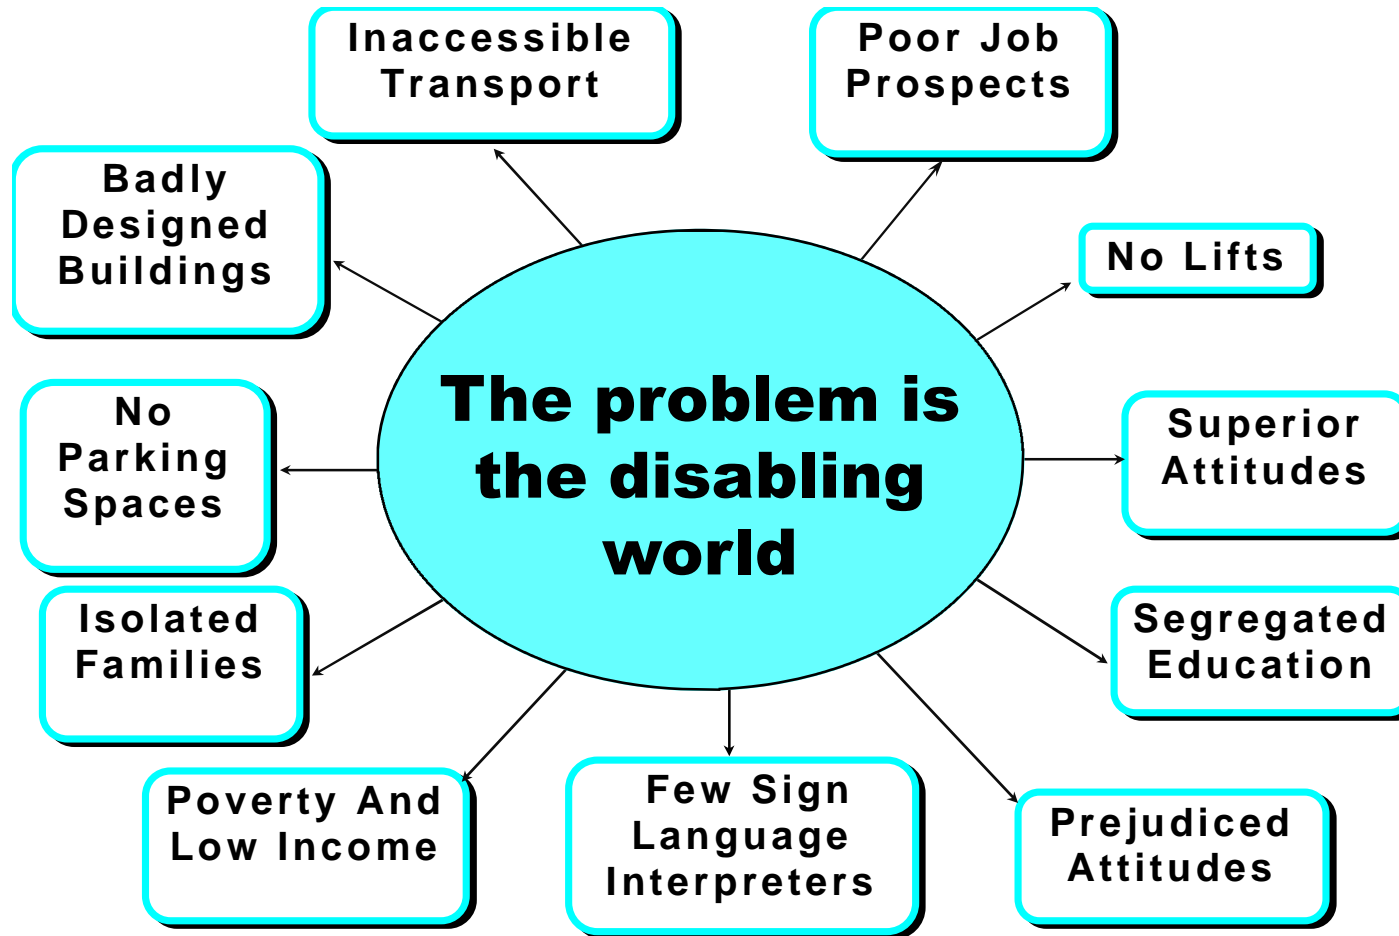 Inaccessible
Transport
Poor Job
Prospects
Badly
Designed
Buildings
No Lifts
The problem is
the disabling
world
No
Parking
Spaces
Superior
Attitudes
Isolated
Families
Segregated
Education
Poverty And
Low Income
Few Sign
Language
Interpreters
Prejudiced
Attitudes